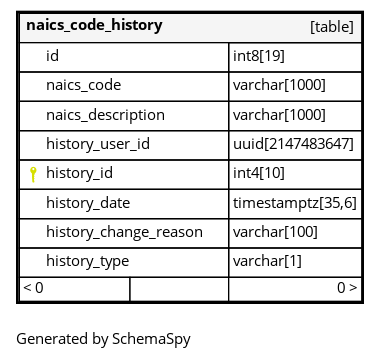 naics_code_history [table]
id int8[19]
naics_code varchar[1000]
naics_description varchar[1000]
history_user_id uuid[2147483647]
history_id int4[10]
history_date timestamptz[35,6]
history_change_reason varchar[100]
history_type varchar[1]
< 0 0 >
Generated by SchemaSpy